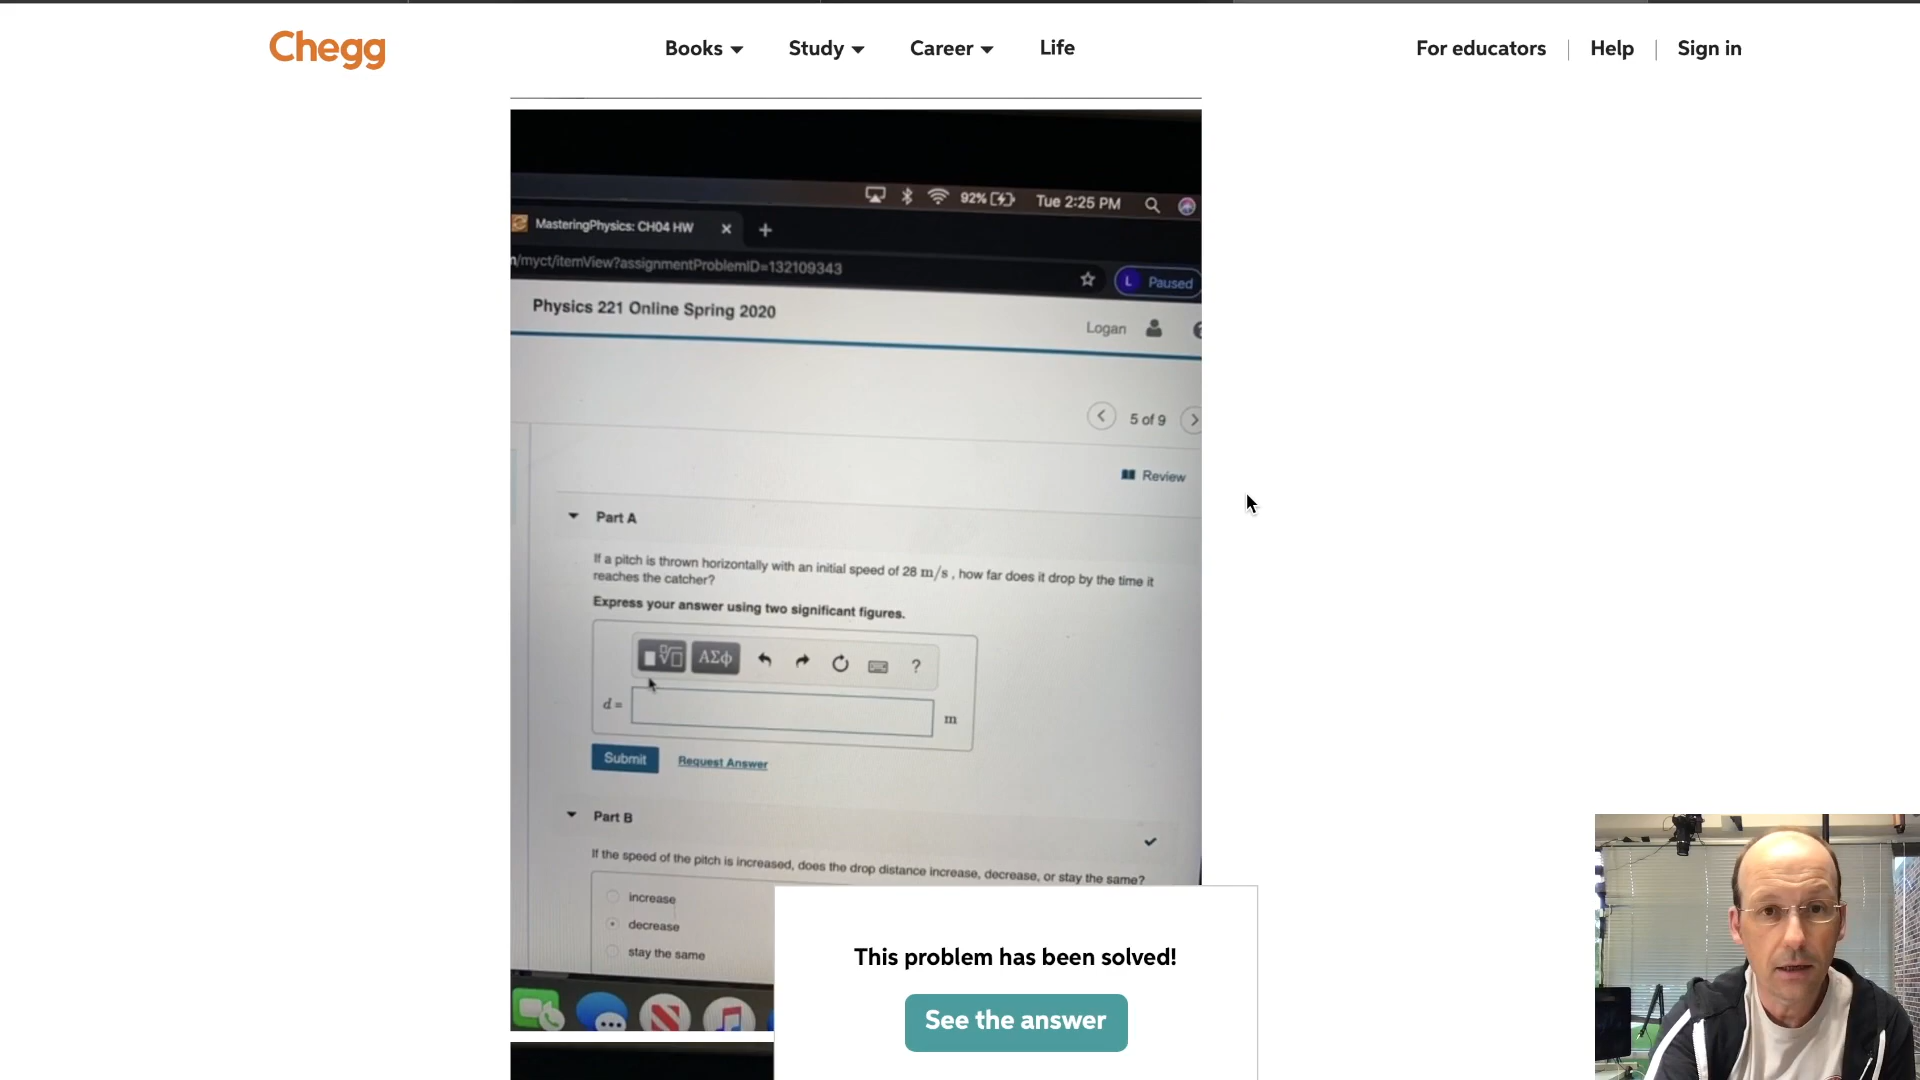 Chegg
Books
Study
Career
Life
For educators
Help
Sign in
92%
Tue 2:25 PM
MasteringPhysics: CH04 HW
/myct/itemView?assignmentProblemID=132109343
L Paused
Physics 221 Online Spring 2020
Logan
5 of 9
Review
Part A
If a pitch is thrown horizontally with an initial speed of 28 m/s , how far does it drop by the time it
reaches the catcher?
Express your answer using two significant figures.
ΑΣφ
?
d =
m
Submit
Request Answer
Part B
If the speed of the pitch is increased, does the drop distance increase, decrease, or stay the same?
increase
decrease
stay the same
This problem has been solved!
See the answer